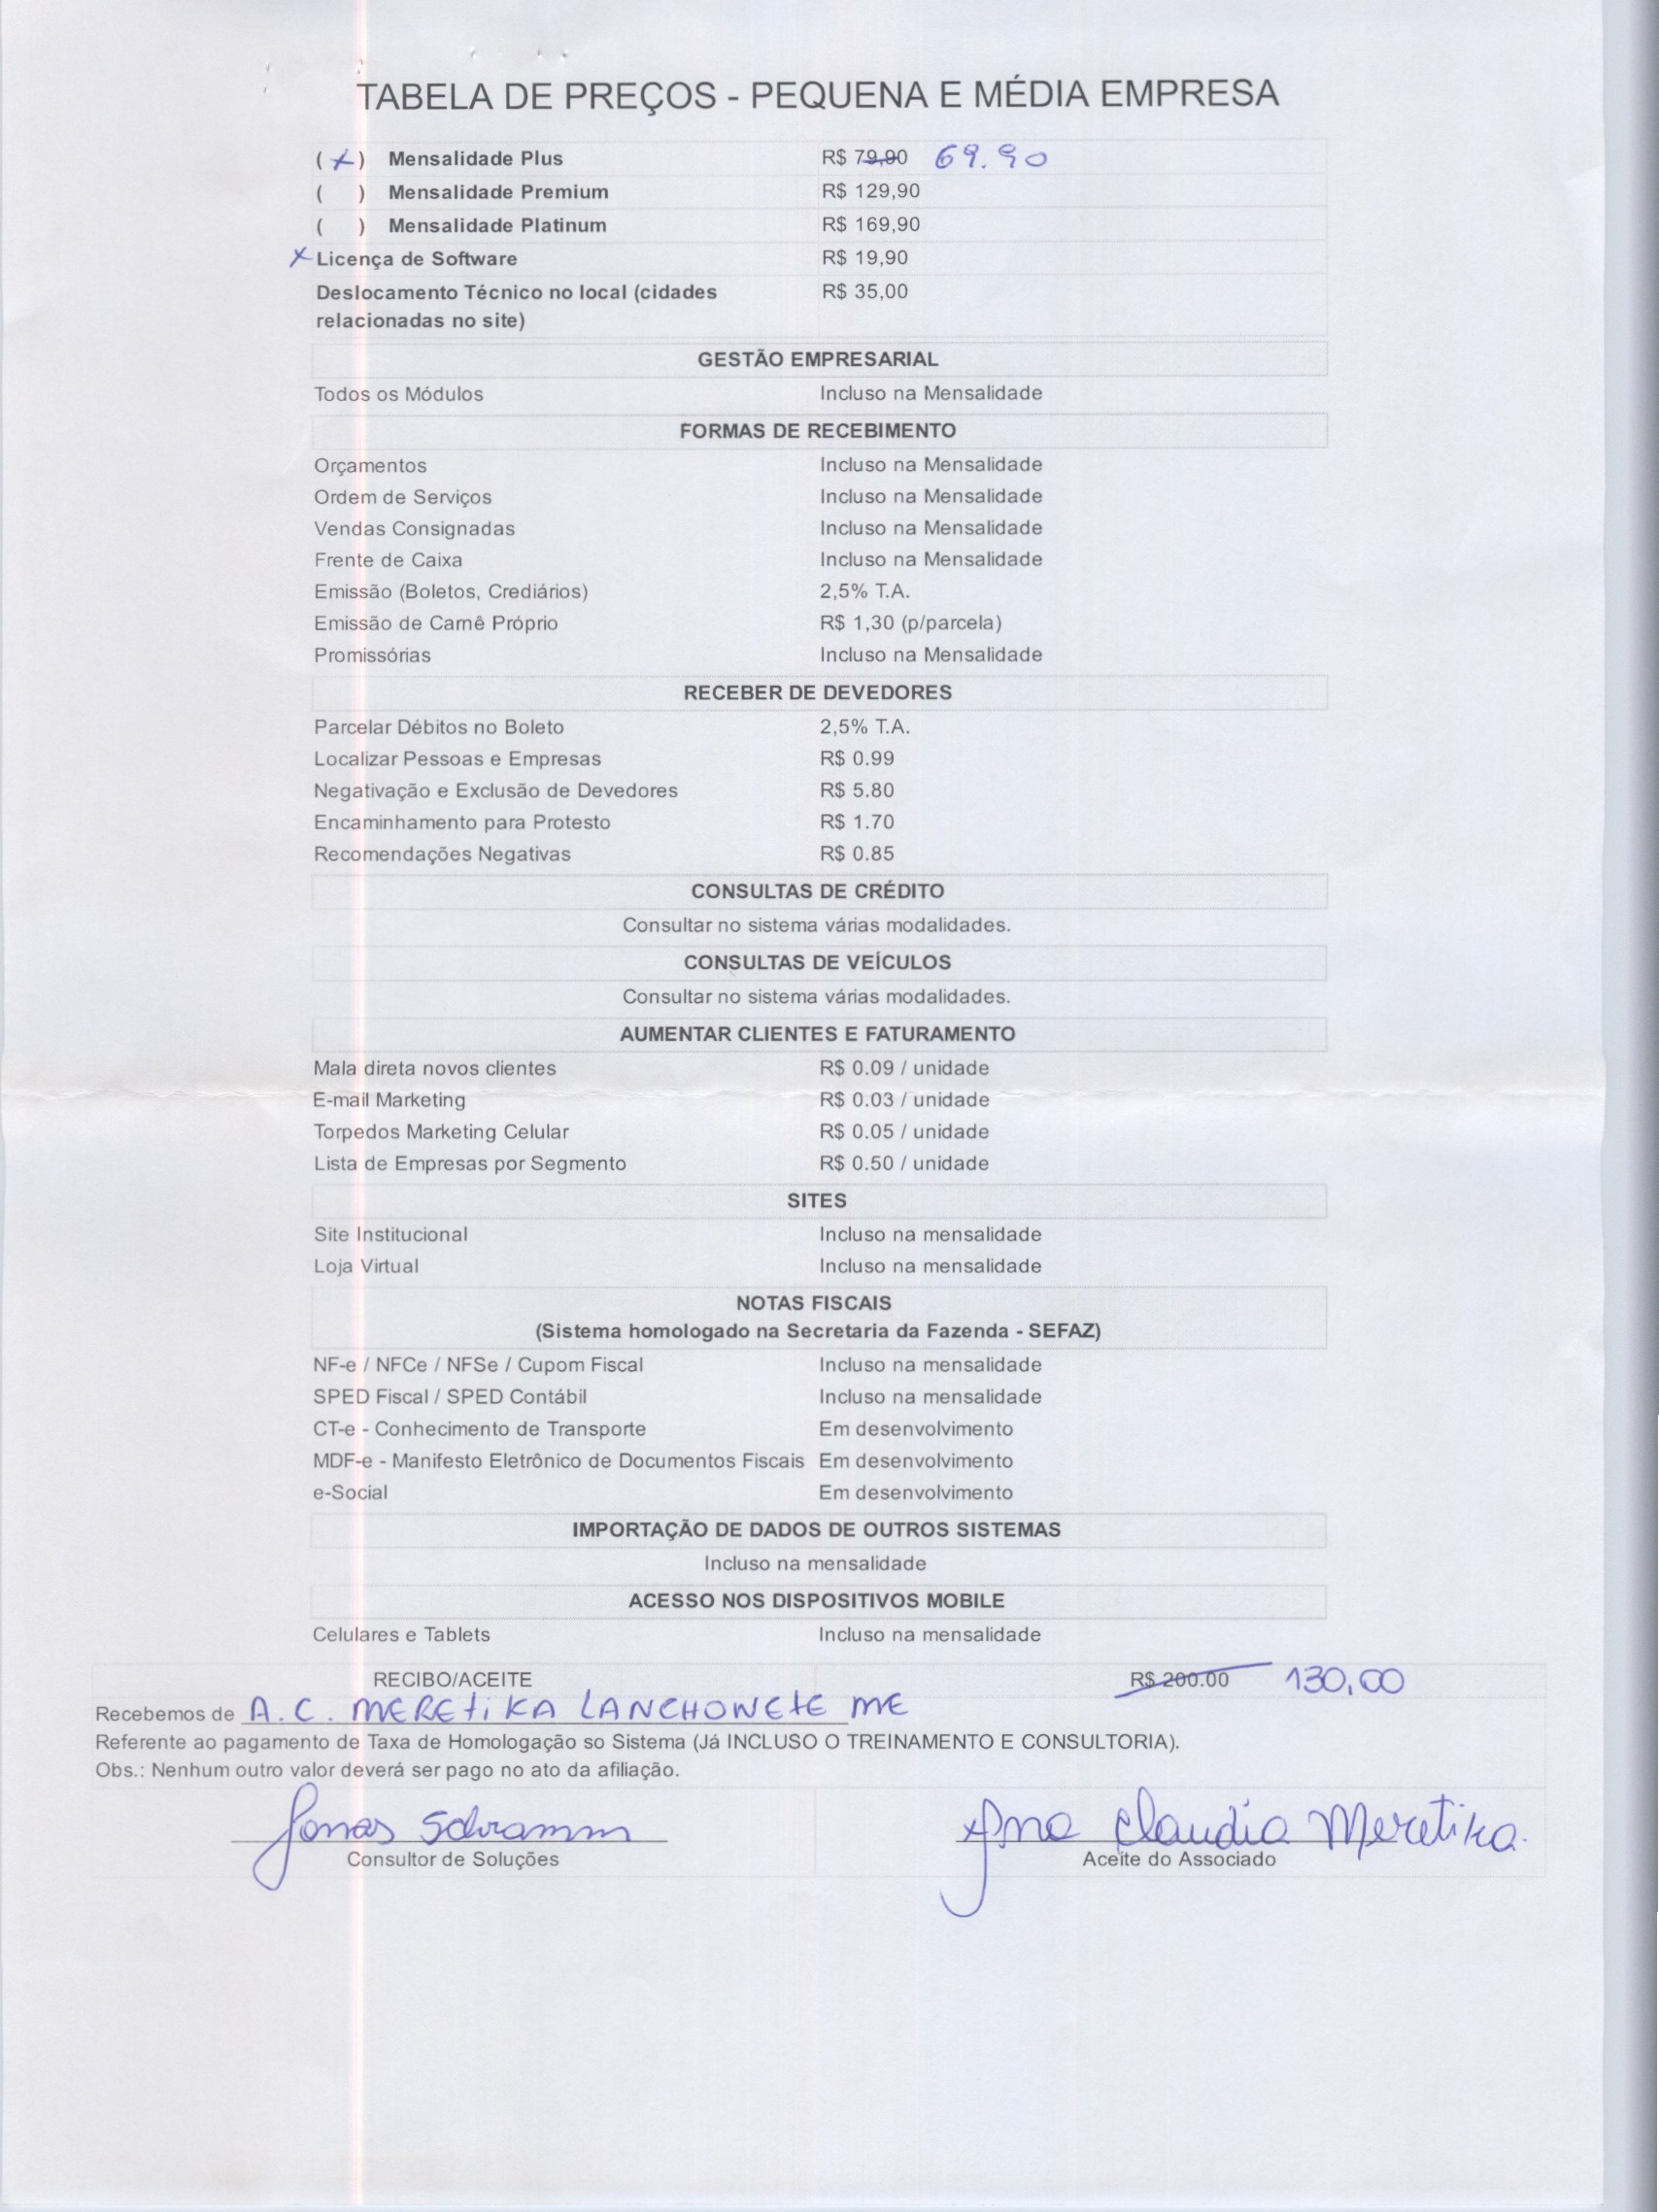 TABELA DE PREÇOS - PEQUENA E MÉDIA EMPRESA
(x) Mensalidade Plus R$ 79,90 69.90
( ) Mensalidade Premium R$ 129,90
( ) Mensalidade Platinum R$ 169,90
x Licença de Software R$ 19,90
Deslocamento Técnico no local (cidades R$ 35,00
relacionadas no site)
GESTÃO EMPRESARIAL
Todos os Módulos Incluso na Mensalidade
FORMAS DE RECEBIMENTO
Orçamentos Incluso na Mensalidade
Ordem de Serviços Incluso na Mensalidade
Vendas Consignadas Incluso na Mensalidade
Frente de Caixa Incluso na Mensalidade
Emissão (Boletos, Crediários) 2,5% T.A.
Emissão de Carnê Próprio R$ 1,30 (p/parcela)
Promissórias Incluso na Mensalidade
RECEBER DE DEVEDORES
Parcelar Débitos no Boleto 2,5% T.A.
Localizar Pessoas e Empresas R$ 0.99
Negativação e Exclusão de Devedores R$ 5.80
Encaminhamento para Protesto R$ 1.70
Recomendações Negativas R$ 0.85
CONSULTAS DE CRÉDITO
Consultar no sistema várias modalidades.
CONSULTAS DE VEÍCULOS
Consultar no sistema várias modalidades.
AUMENTAR CLIENTES E FATURAMENTO
Mala direta novos clientes R$ 0.09 / unidade
E-mail Marketing R$ 0.03 / unidade
Torpedos Marketing Celular R$ 0.05 / unidade
Lista de Empresas por Segmento R$ 0.50 / unidade
SITES
Site Institucional Incluso na mensalidade
Loja Virtual Incluso na mensalidade
NOTAS FISCAIS
(Sistema homologado na Secretaria da Fazenda - SEFAZ)
NF-e / NFCe / NFSe / Cupom Fiscal Incluso na mensalidade
SPED Fiscal / SPED Contábil Incluso na mensalidade
CT-e - Conhecimento de Transporte Em desenvolvimento
MDF-e - Manifesto Eletrônico de Documentos Fiscais Em desenvolvimento
e-Social Em desenvolvimento
IMPORTAÇÃO DE DADOS DE OUTROS SISTEMAS
Incluso na mensalidade
ACESSO NOS DISPOSITIVOS MOBILE
Celulares e Tablets Incluso na mensalidade
RECIBO/ACEITE R$ 200.00 130,00
Recebemos de A. C. MERETIKA LANCHONETE ME
Referente ao pagamento de Taxa de Homologação so Sistema (Já INCLUSO O TREINAMENTO E CONSULTORIA).
Obs.: Nenhum outro valor deverá ser pago no ato da afiliação.
Jonas Schramm Ana Claudia Meretika.
Consultor de Soluções Aceite do Associado